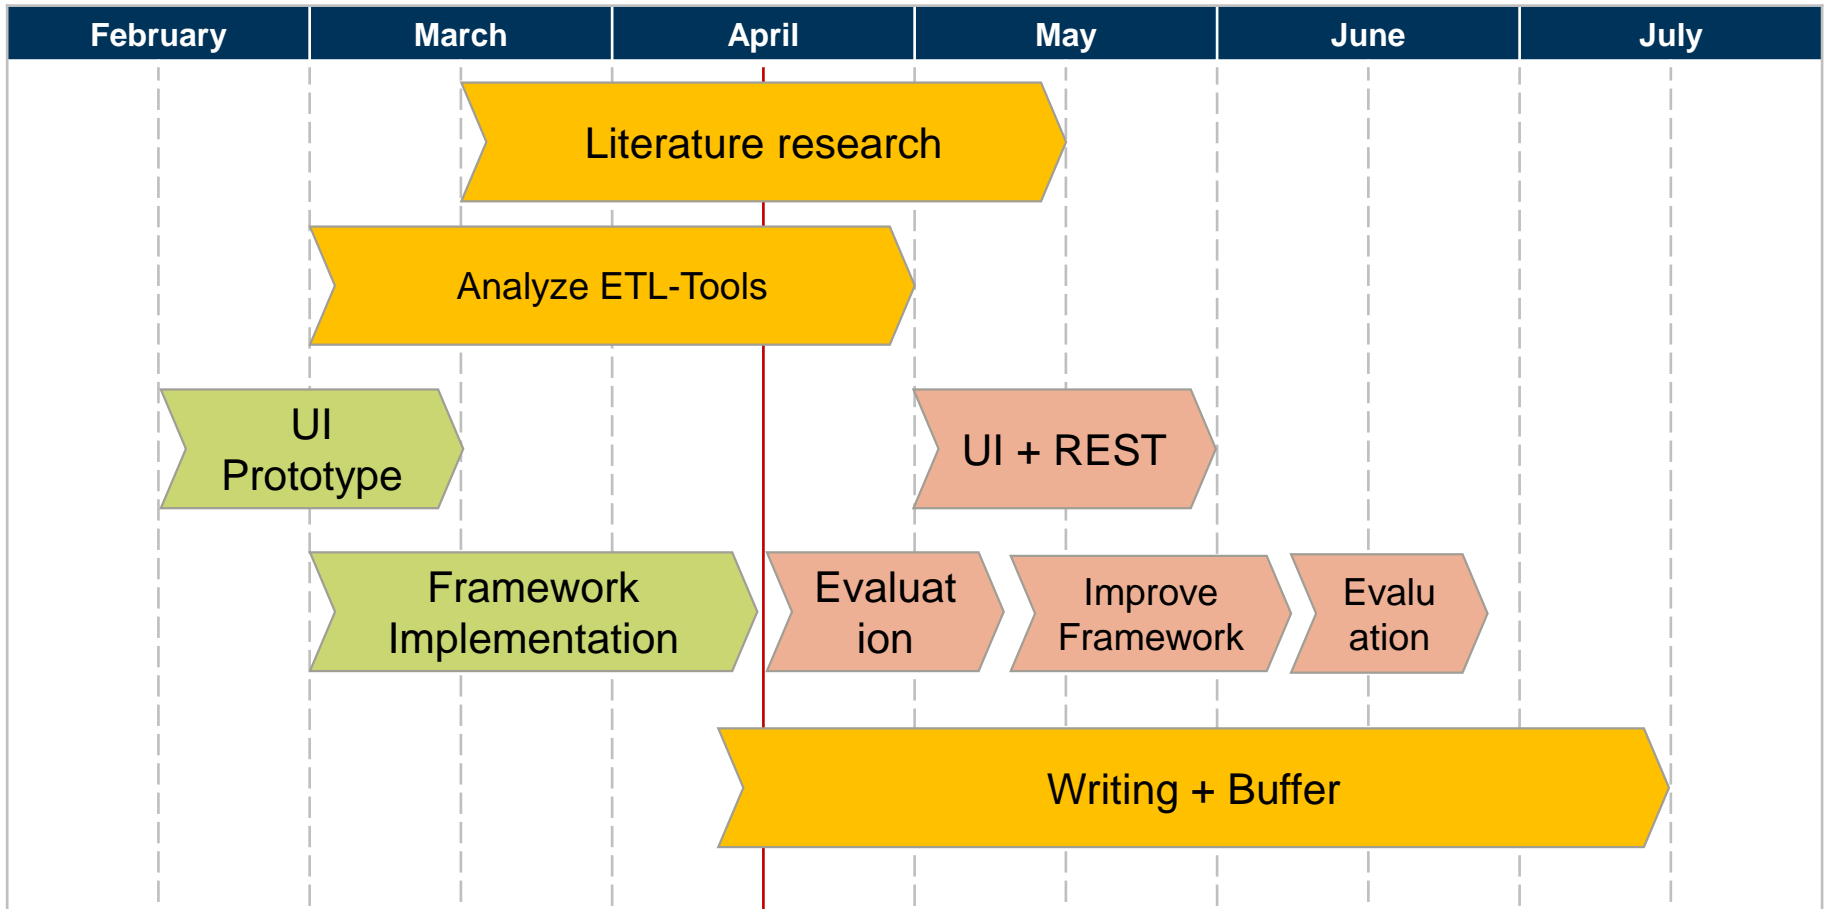 February
March
April
May
June
July
Literature research
Analyze ETL-Tools
UI
Prototype
UI + REST
Framework
Implementation
Evaluat
ion
Improve
Framework
Evalu
ation
Writing + Buffer